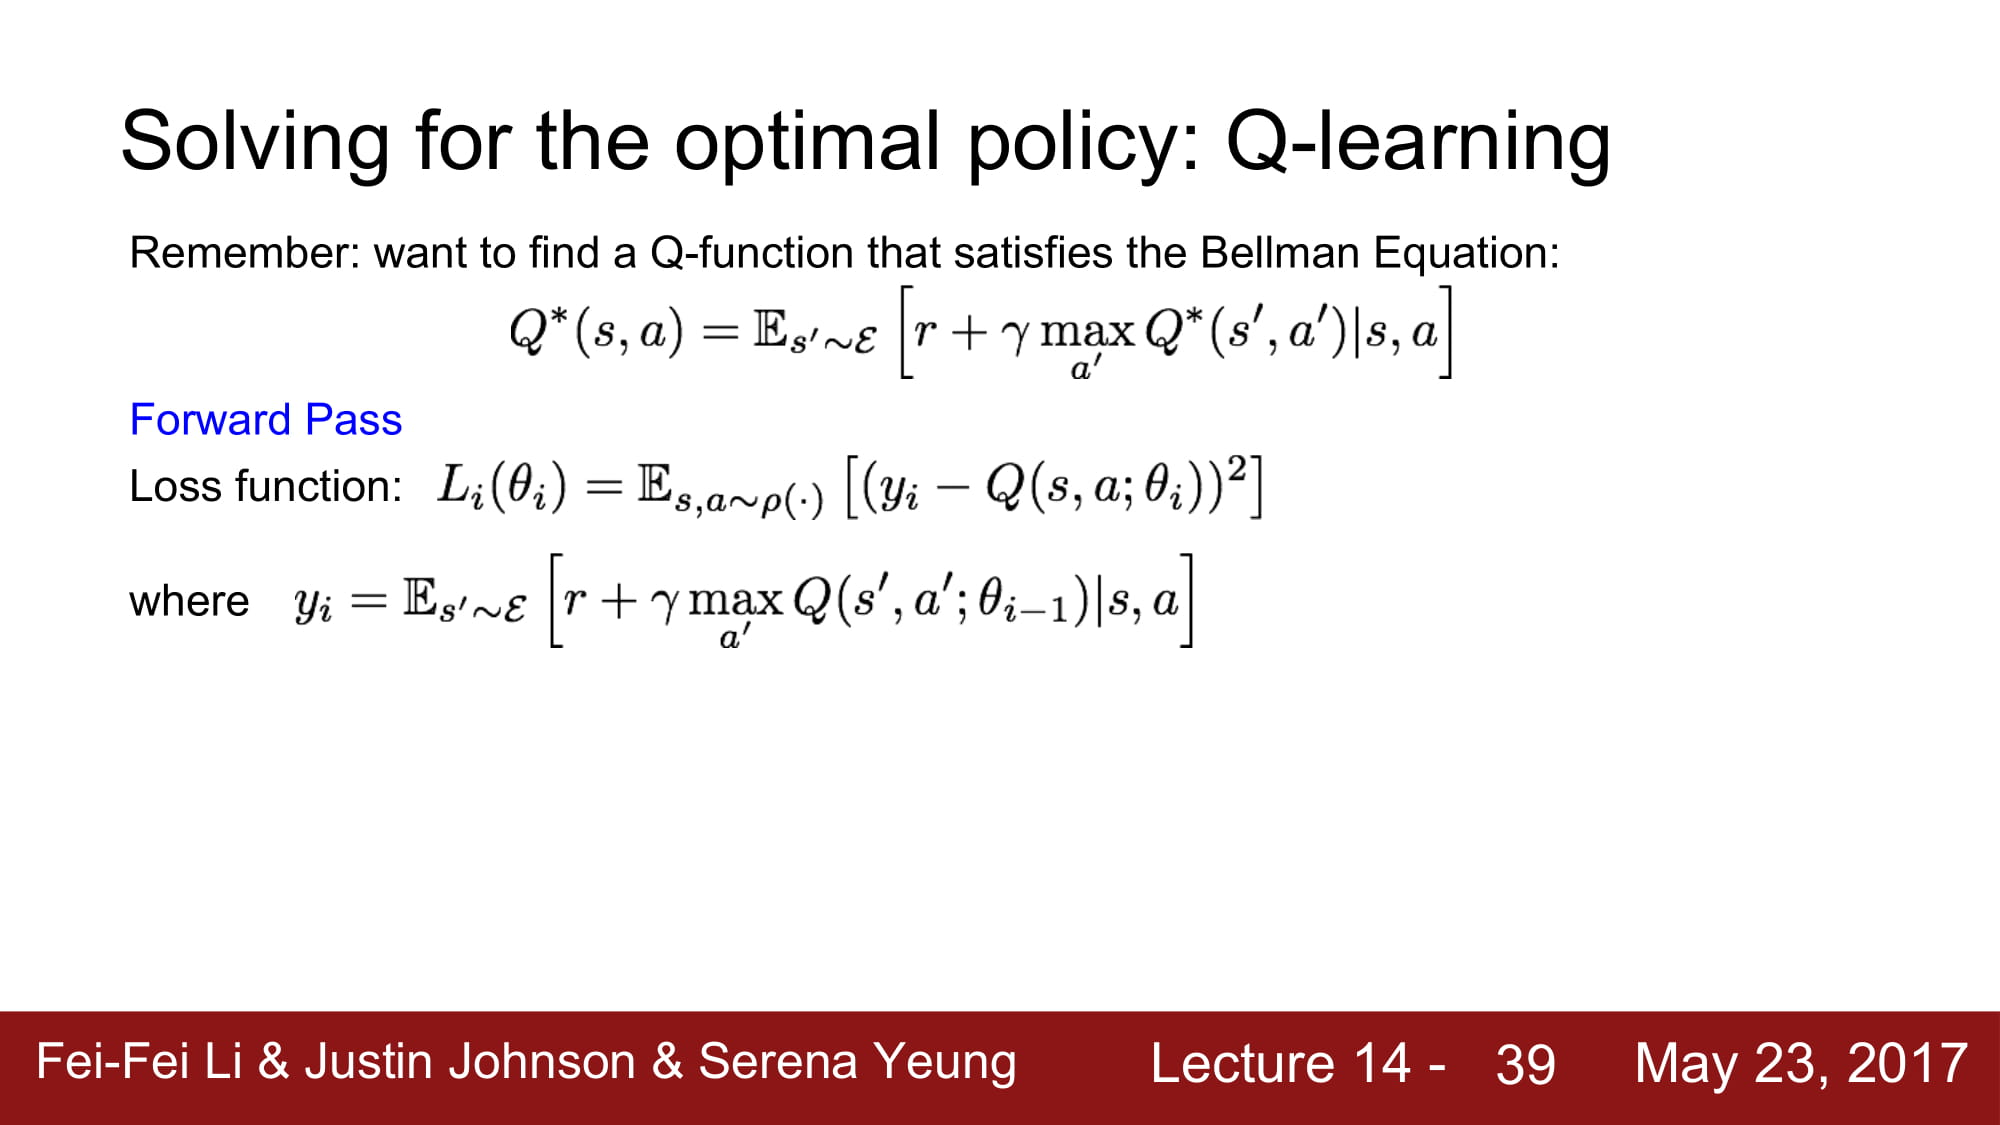 Solving for the optimal policy: Q-learning
Remember: want to find a Q-function that satisfies the Bellman Equation:
$Q^*(s, a) = \mathbb{E}_{s' \sim \mathcal{E}} \left[ r + \gamma \max_{a'} Q^*(s', a') | s, a \right]$
Forward Pass
Loss function: $L_i(\theta_i) = \mathbb{E}_{s,a \sim \rho(\cdot)} \left[ (y_i - Q(s, a; \theta_i))^2 \right]$
where $y_i = \mathbb{E}_{s' \sim \mathcal{E}} \left[ r + \gamma \max_{a'} Q(s', a'; \theta_{i-1}) | s, a \right]$
Fei-Fei Li & Justin Johnson & Serena Yeung Lecture 14 - 39 May 23, 2017